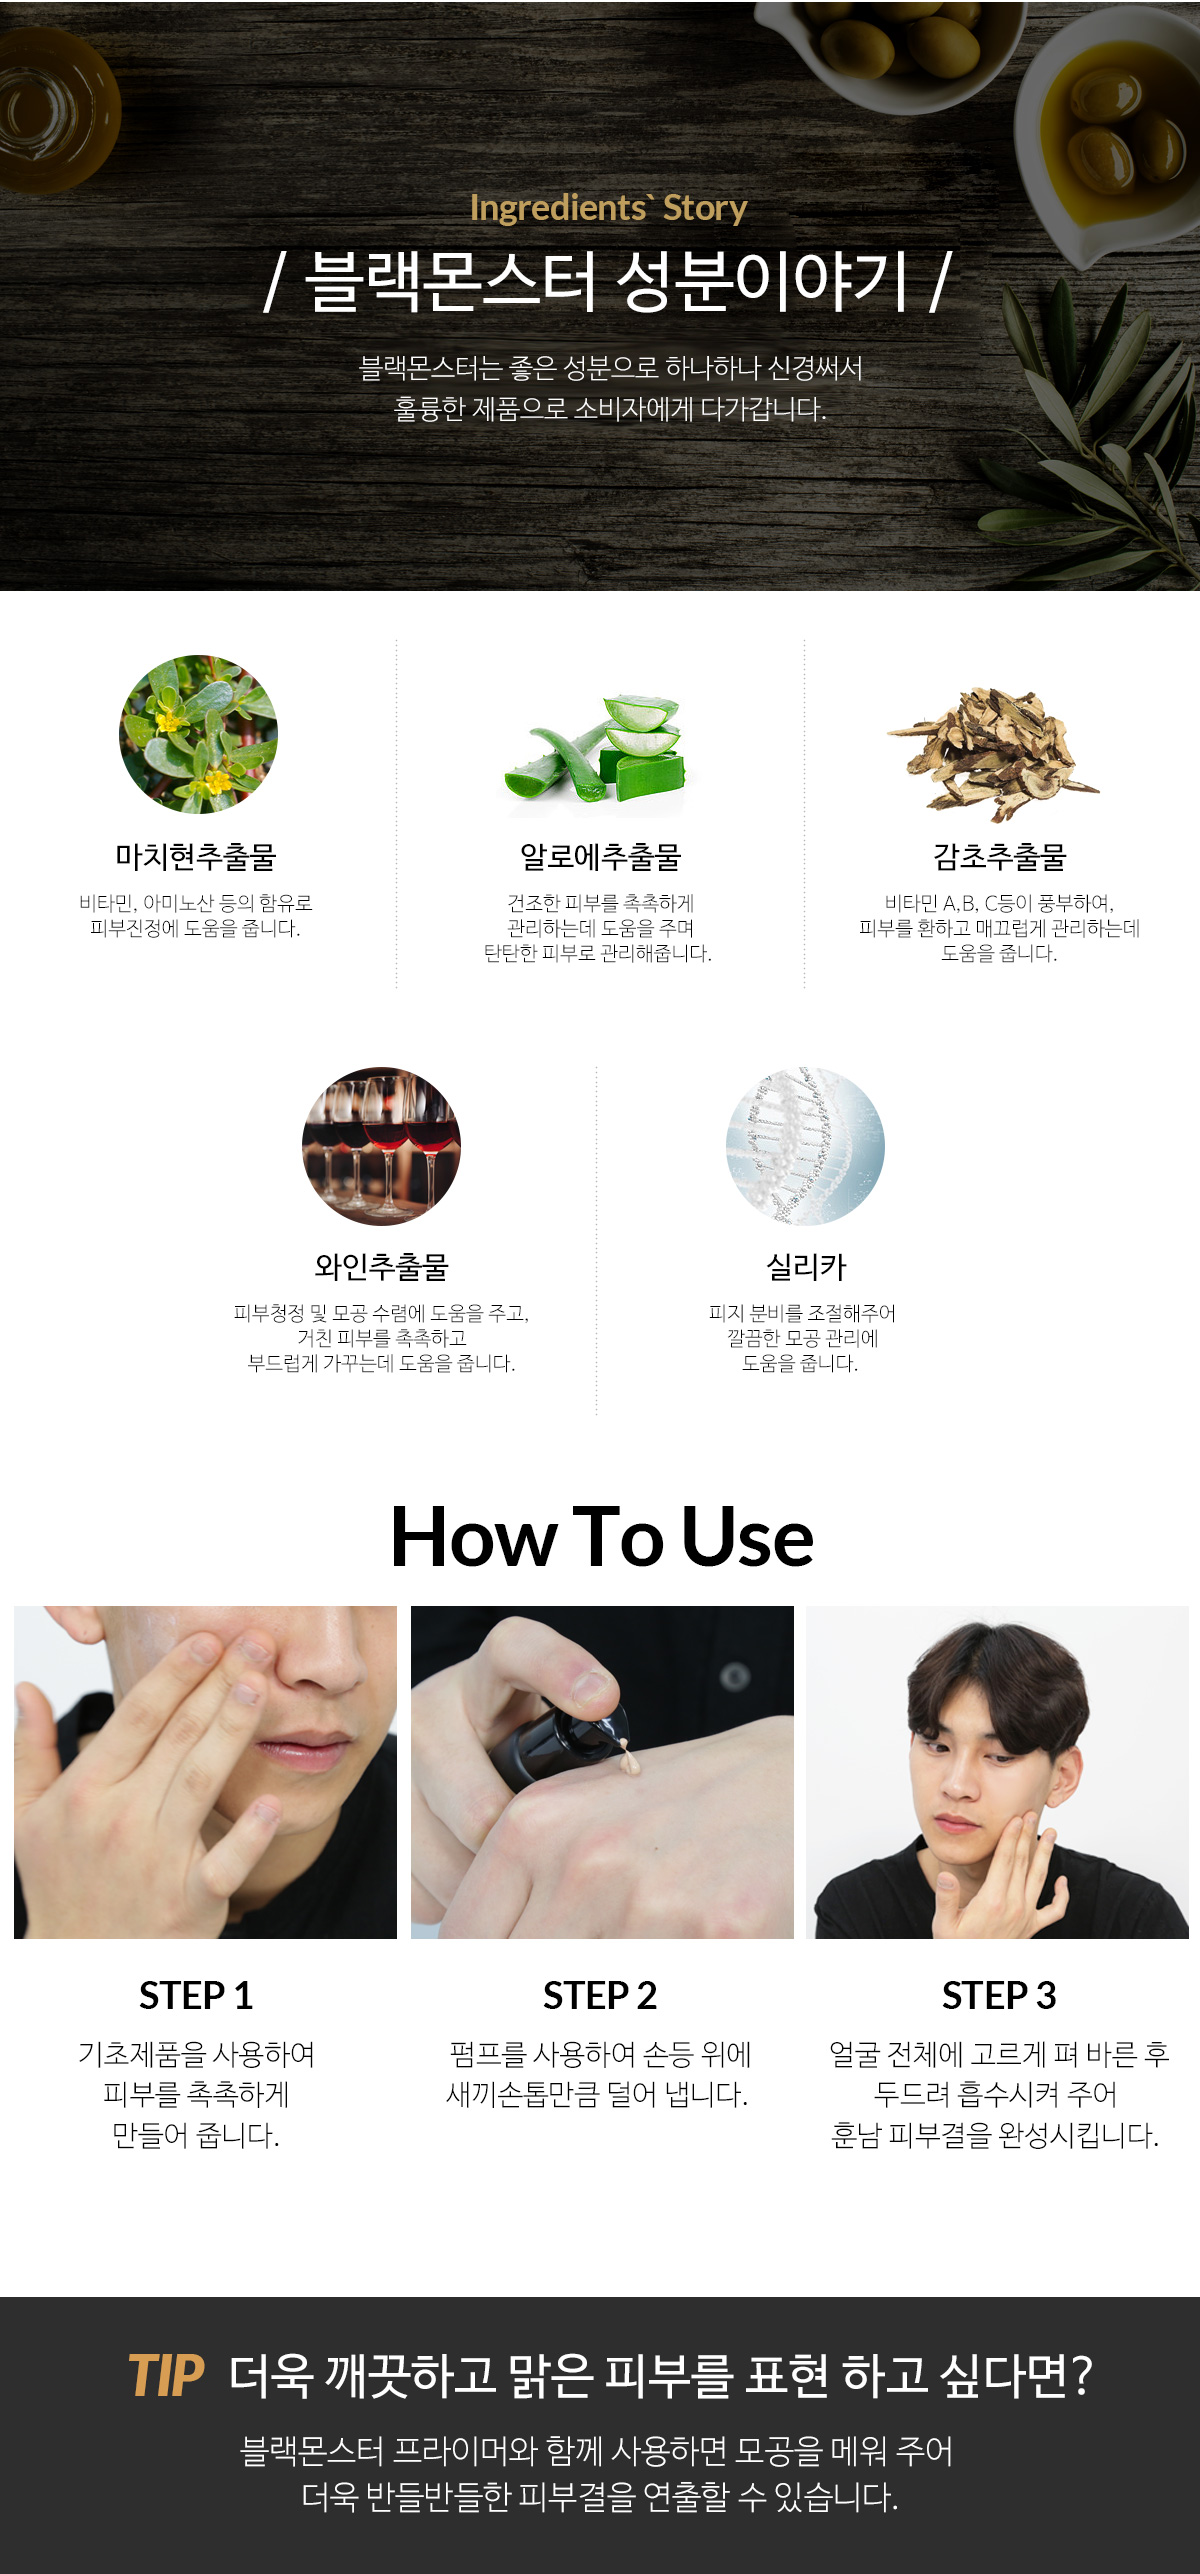 Ingredients` Story
/ 블랙몬스터 성분이야기 /
블랙몬스터는 좋은 성분으로 하나하나 신경써서
훌륭한 제품으로 소비자에게 다가갑니다.
마치현추출물
비타민, 아미노산 등의 함유로
피부진정에 도움을 줍니다.
알로에추출물
건조한 피부를 촉촉하게
관리하는데 도움을 주며
탄탄한 피부로 관리해줍니다.
감초추출물
비타민 A,B, C등이 풍부하여,
피부를 환하고 매끄럽게 관리하는데
도움을 줍니다.
와인추출물
피부청정 및 모공 수렴에 도움을 주고,
거친 피부를 촉촉하고
부드럽게 가꾸는데 도움을 줍니다.
실리카
피지 분비를 조절해주어
깔끔한 모공 관리에
도움을 줍니다.
How To Use
STEP 1
기초제품을 사용하여
피부를 촉촉하게
만들어 줍니다.
STEP 2
펌프를 사용하여 손등 위에
새끼손톱만큼 덜어 냅니다.
STEP 3
얼굴 전체에 고르게 펴 바른 후
두드려 흡수시켜 주어
훈남 피부결을 완성시킵니다.
TIP 더욱 깨끗하고 맑은 피부를 표현 하고 싶다면?
블랙몬스터 프라이머와 함께 사용하면 모공을 메워 주어
더욱 반들반들한 피부결을 연출할 수 있습니다.